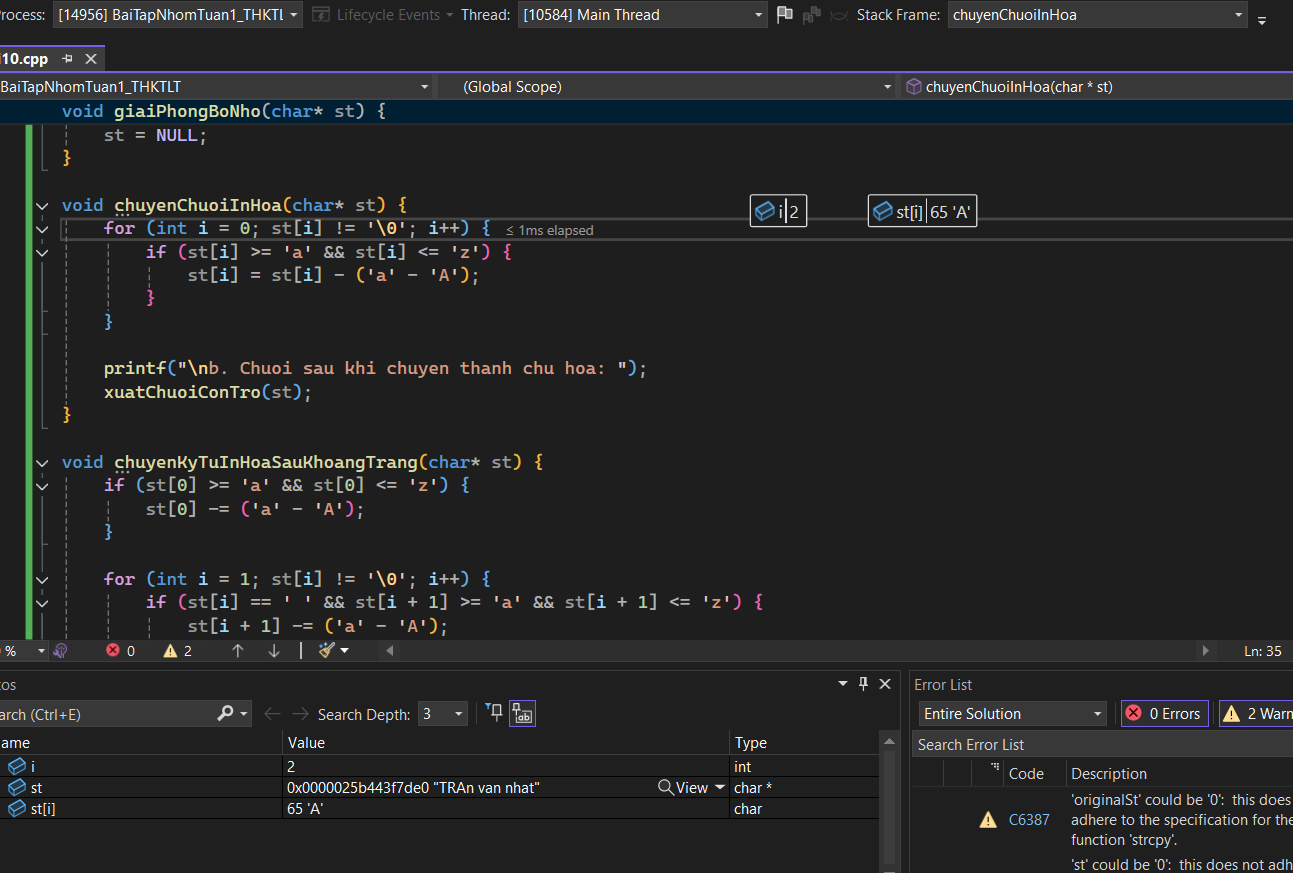 rocess: [14956] BaiTapNhomTuan1_THKTL Lifecycle Events Thread: [10584] Main Thread Stack Frame: chuyenChuoiInHoa
i10.cpp
BaiTapNhomTuan1_THKTLT (Global Scope) chuyenChuoiInHoa(char * st)
void giaiPhongBoNho(char* st) {
st = NULL;
}
void chuyenChuoiInHoa(char* st) {
for (int i = 0; st[i] != '\0'; i++) { ≤ 1ms elapsed
i 2
st[i] 65 'A'
if (st[i] >= 'a' && st[i] <= 'z') {
st[i] = st[i] - ('a' - 'A');
}
}
printf("\nb. Chuoi sau khi chuyen thanh chu hoa: ");
xuatChuoiConTro(st);
}
void chuyenKyTuInHoaSauKhoangTrang(char* st) {
if (st[0] >= 'a' && st[0] <= 'z') {
st[0] -= ('a' - 'A');
}
for (int i = 1; st[i] != '\0'; i++) {
if (st[i] == ' ' && st[i + 1] >= 'a' && st[i + 1] <= 'z') {
st[i + 1] -= ('a' - 'A');
% 0 2 Ln: 35
os
arch (Ctrl+E) Search Depth: 3
ame Value Type
i 2 int
st 0x0000025b443f7de0 "TRAn van nhat" View char *
st[i] 65 'A' char
Error List
Entire Solution 0 Errors 2 Warn
Search Error List
Code Description
C6387 'originalSt' could be '0': this does
adhere to the specification for the
function 'strcpy'.
'st' could be '0': this does not adh